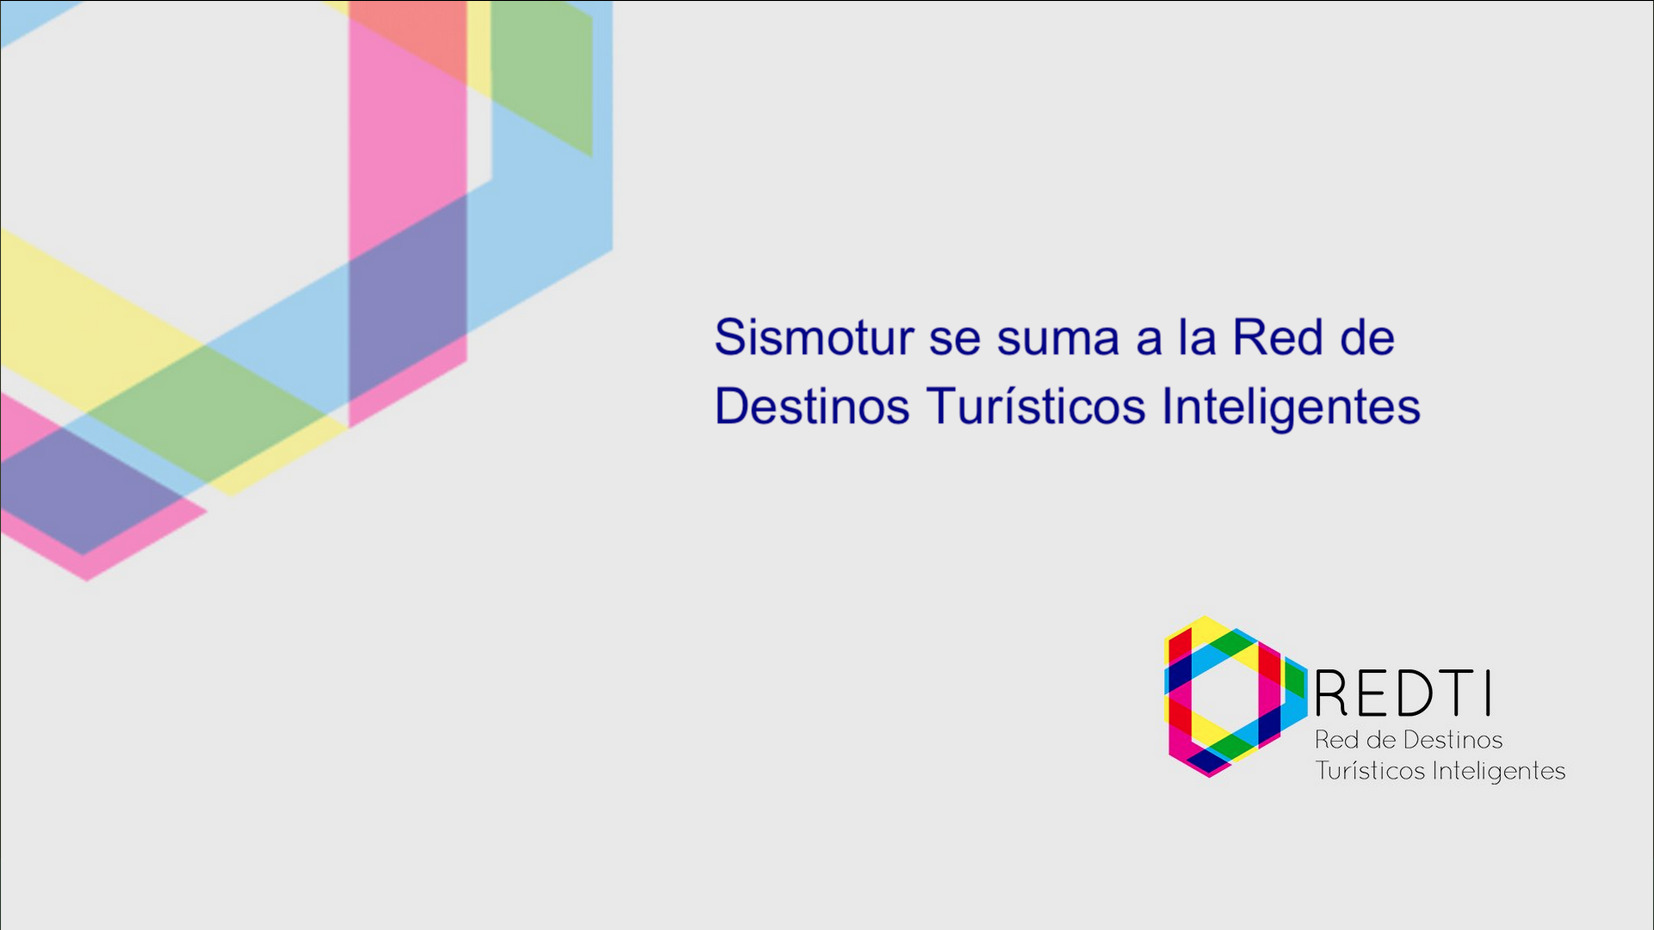 Sismotur se suma a la Red de
Destinos Turísticos Inteligentes
REDTI
Red de Destinos
Turísticos Inteligentes